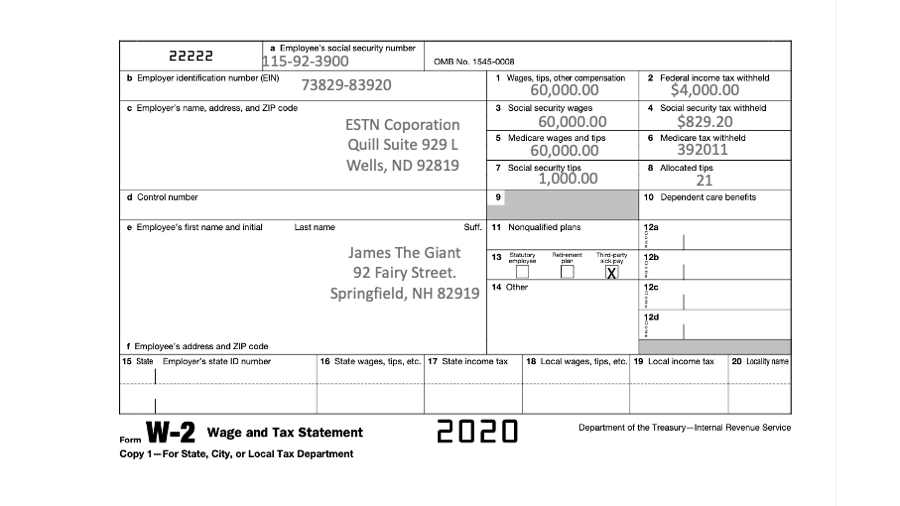 22222
a Employee's social security number
115-92-3900
OMB No. 1545-0008
b Employer identification number (EIN)
73829-83920
1 Wages, tips, other compensation
60,000.00
2 Federal income tax withheld
$4,000.00
c Employer's name, address, and ZIP code
ESTN Coporation
Quill Suite 929 L
Wells, ND 92819
3 Social security wages
60,000.00
4 Social security tax withheld
$829.20
5 Medicare wages and tips
60,000.00
6 Medicare tax withheld
392011
7 Social security tips
1,000.00
8 Allocated tips
21
d Control number
9
10 Dependent care benefits
e Employee's first name and initial
Last name
Suff.
James The Giant
92 Fairy Street.
Springfield, NH 82919
11 Nonqualified plans
12a
Code
13 Statutory employee
Retirement plan
Third-party sick pay
X
12b
Code
14 Other
12c
Code
12d
Code
f Employee's address and ZIP code
15 State Employer's state ID number
16 State wages, tips, etc.
17 State income tax
18 Local wages, tips, etc.
19 Local income tax
20 Locality name
Form W-2 Wage and Tax Statement
2020
Department of the Treasury—Internal Revenue Service
Copy 1—For State, City, or Local Tax Department